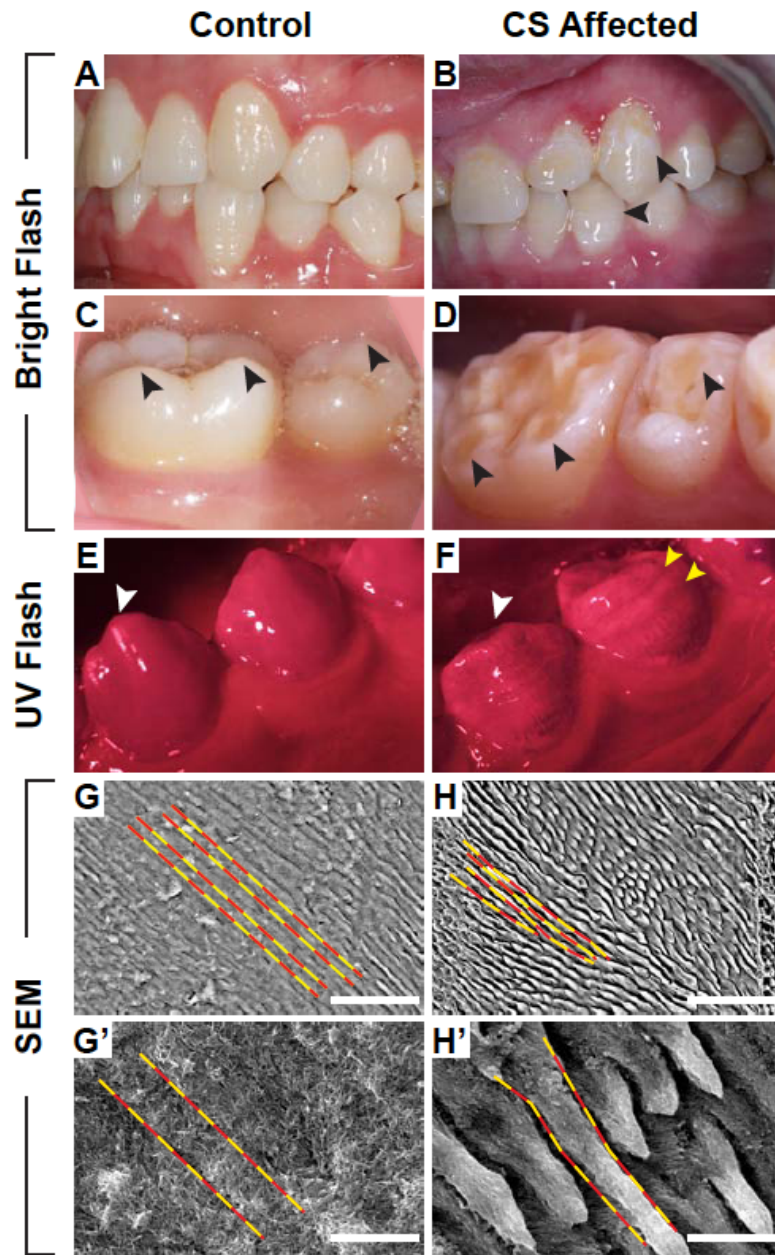 Control
CS Affected
Bright Flash
A
B
C
D
UV Flash
E
F
SEM
G
H
G'
H'